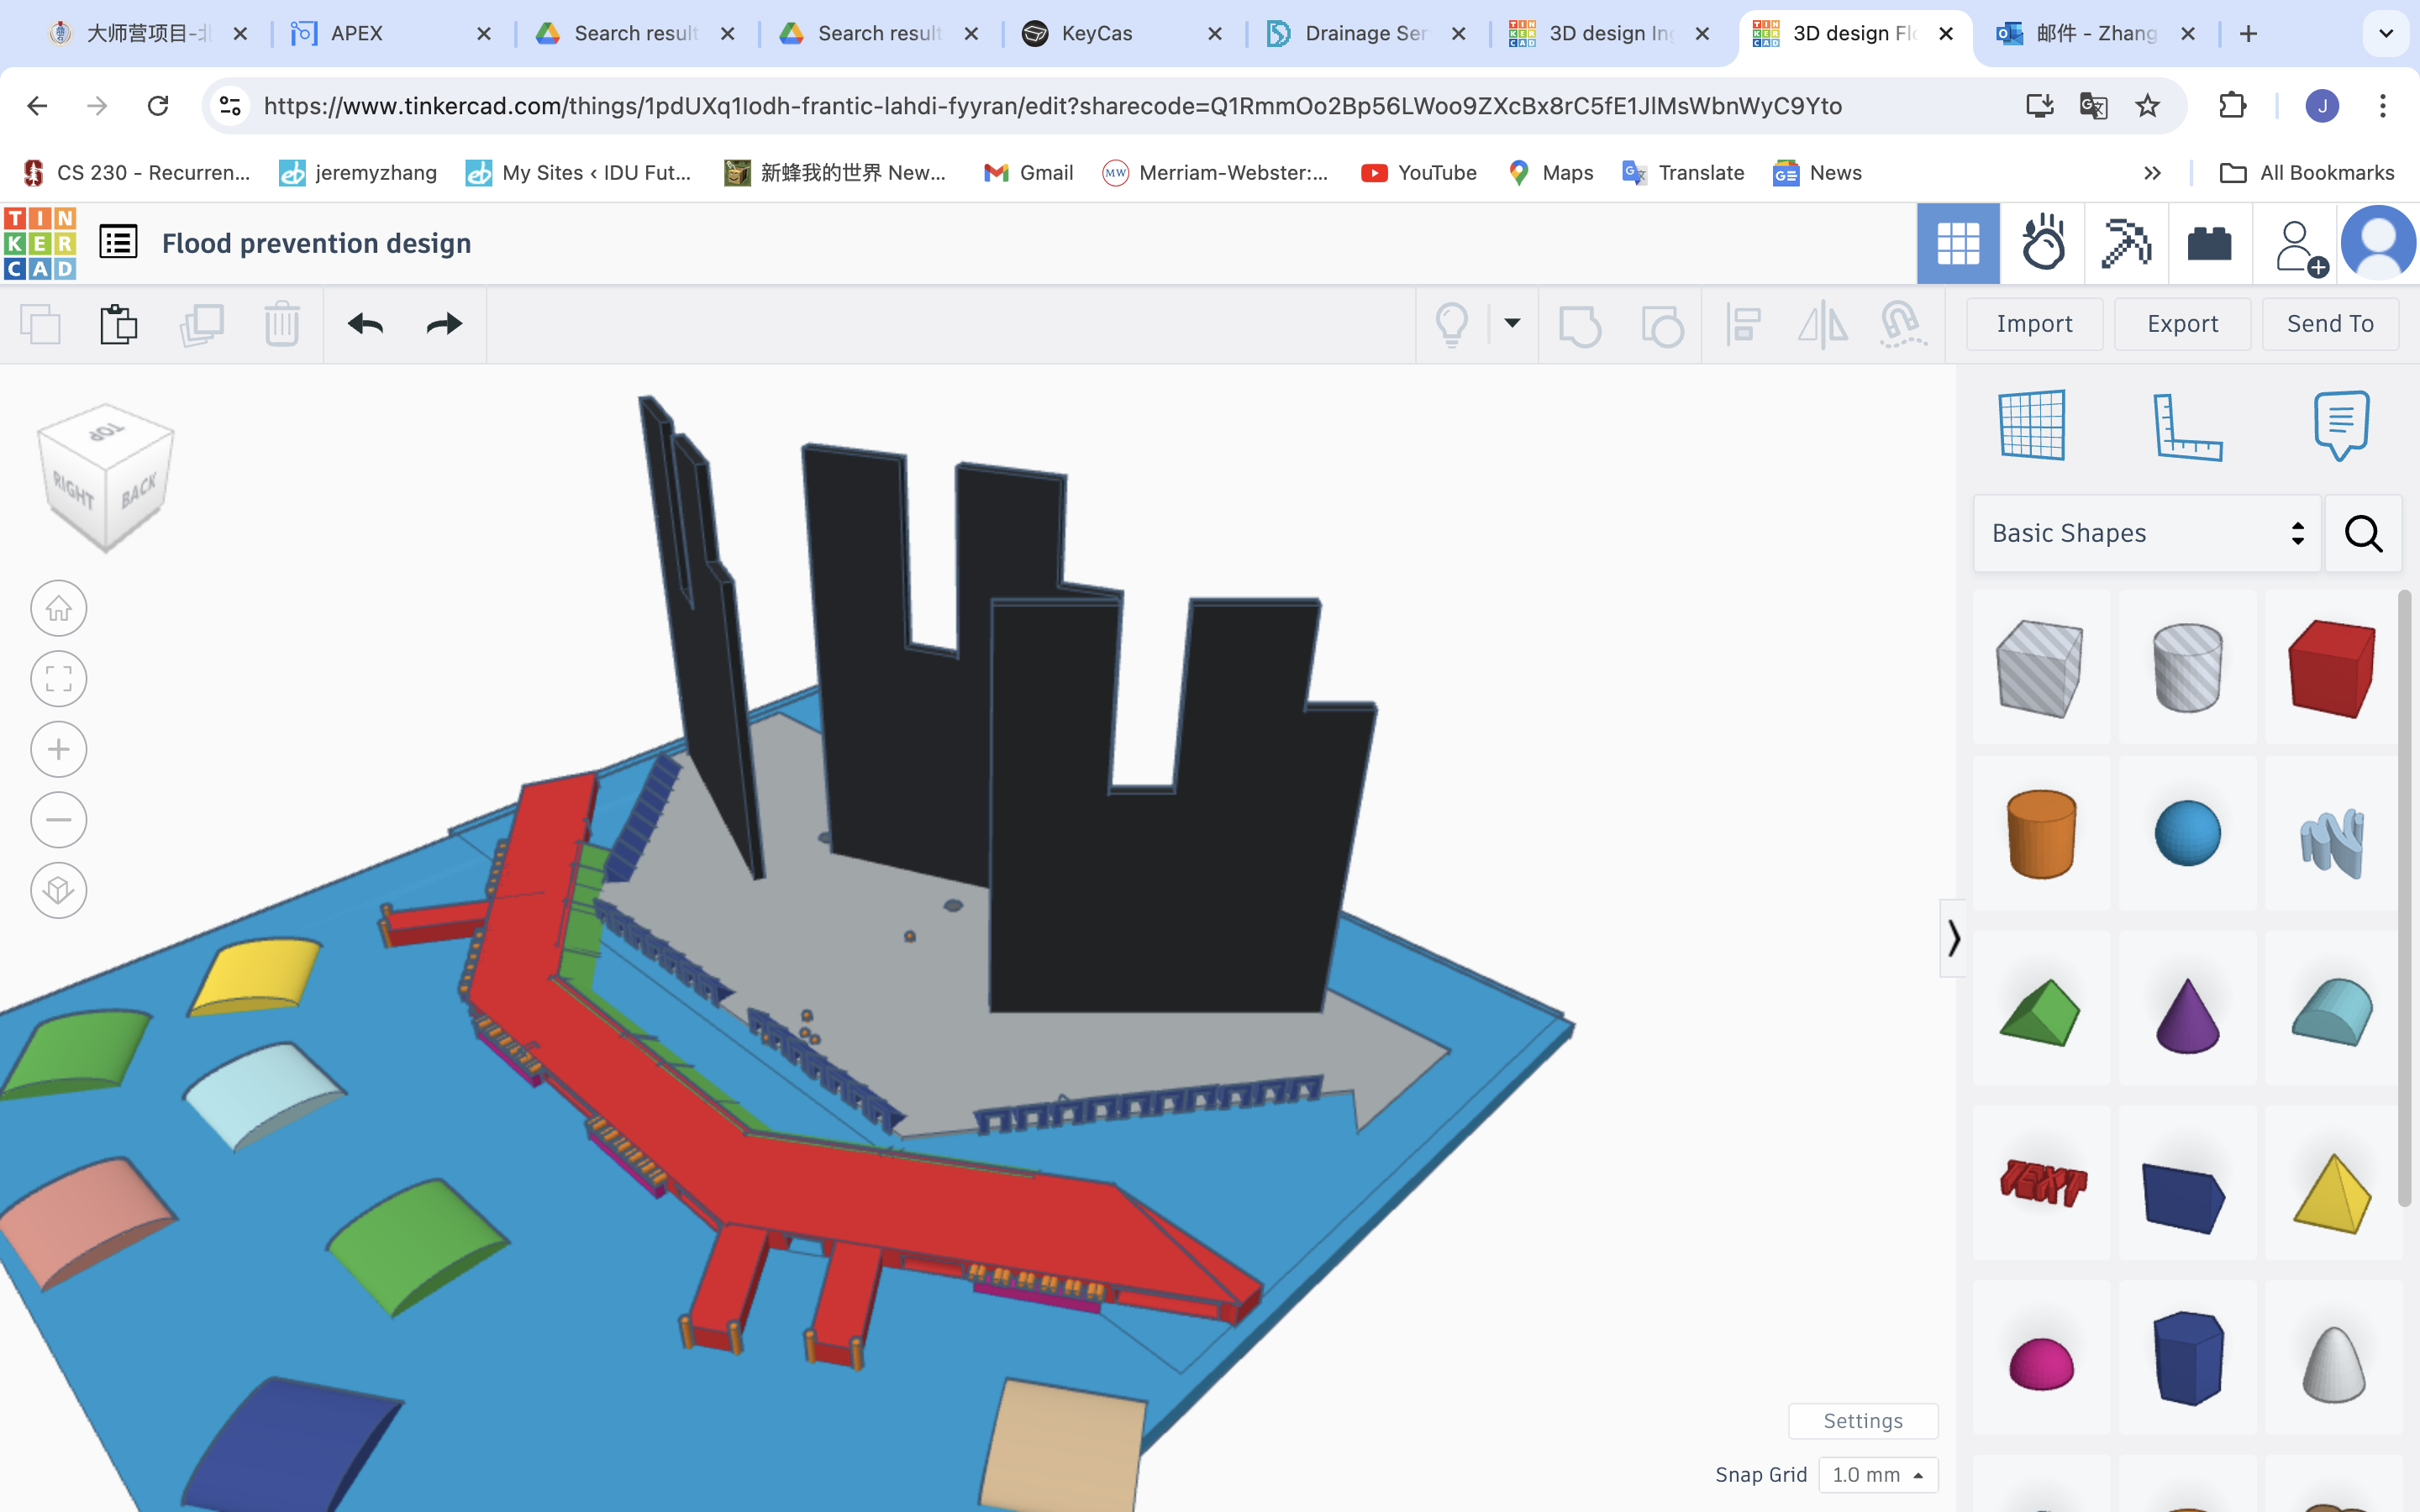 大师营项目-北
APEX
Search result
Search result
KeyCas
Drainage Ser
3D design In
3D design Flo
邮件 - Zhang
https://www.tinkercad.com/things/1pdUXq1lodh-frantic-lahdi-fyyran/edit?sharecode=Q1RmmOo2Bp56LWoo9ZXcBx8rC5fE1JlMsWbnWyC9Yto
J
CS 230 - Recurren...
jeremyzhang
My Sites ‹ IDU Fut...
新蜂我的世界 New...
Gmail
MW
Merriam-Webster:...
YouTube
Maps
Translate
News
All Bookmarks
TIN
KER
CAD
Flood prevention design
Import
Export
Send To
TOP
RIGHT
BACK
Basic Shapes
TEXT
Settings
Snap Grid
1.0 mm